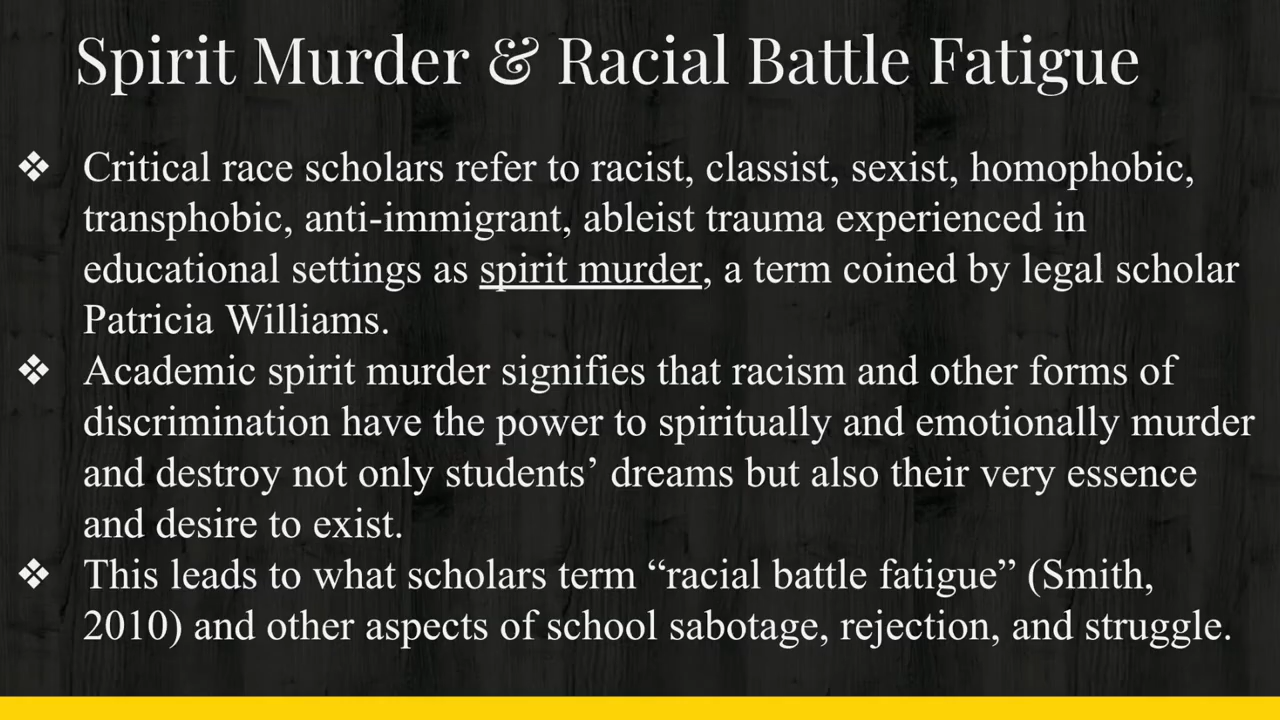 Spirit Murder & Racial Battle Fatigue
❖ Critical race scholars refer to racist, classist, sexist, homophobic,
transphobic, anti-immigrant, ableist trauma experienced in
educational settings as spirit murder, a term coined by legal scholar
Patricia Williams.
❖ Academic spirit murder signifies that racism and other forms of
discrimination have the power to spiritually and emotionally murder
and destroy not only students’ dreams but also their very essence
and desire to exist.
❖ This leads to what scholars term “racial battle fatigue” (Smith,
2010) and other aspects of school sabotage, rejection, and struggle.